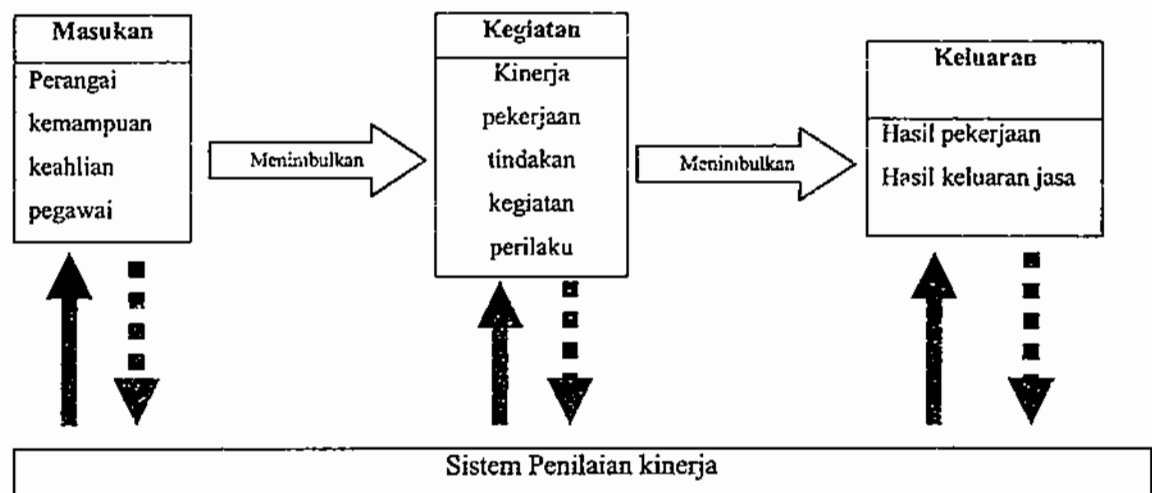 Masukan
Perangai
kemampuan
keahlian
pegawai
Menimbulkan
Kegiatan
Kinerja
pekerjaan
tindakan
kegiatan
perilaku
Menimbulkan
Keluaran
Hasil pekerjaan
Hasil keluaran jasa
Sistem Penilaian kinerja